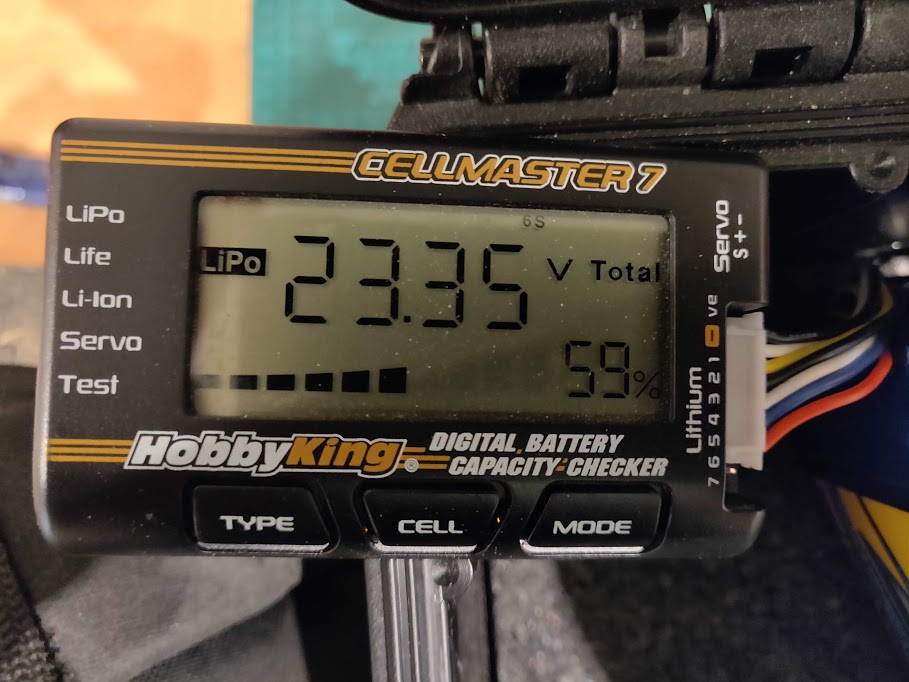 CELLMASTER 7
LiPo
Life
Li-Ion
Servo
Test
6S
LiPo
23.35 V Total
59%
Servo
S + -
Lithium
7 6 5 4 3 2 1 - ve
HobbyKing®
DIGITAL BATTERY
CAPACITY CHECKER
TYPE
CELL
MODE